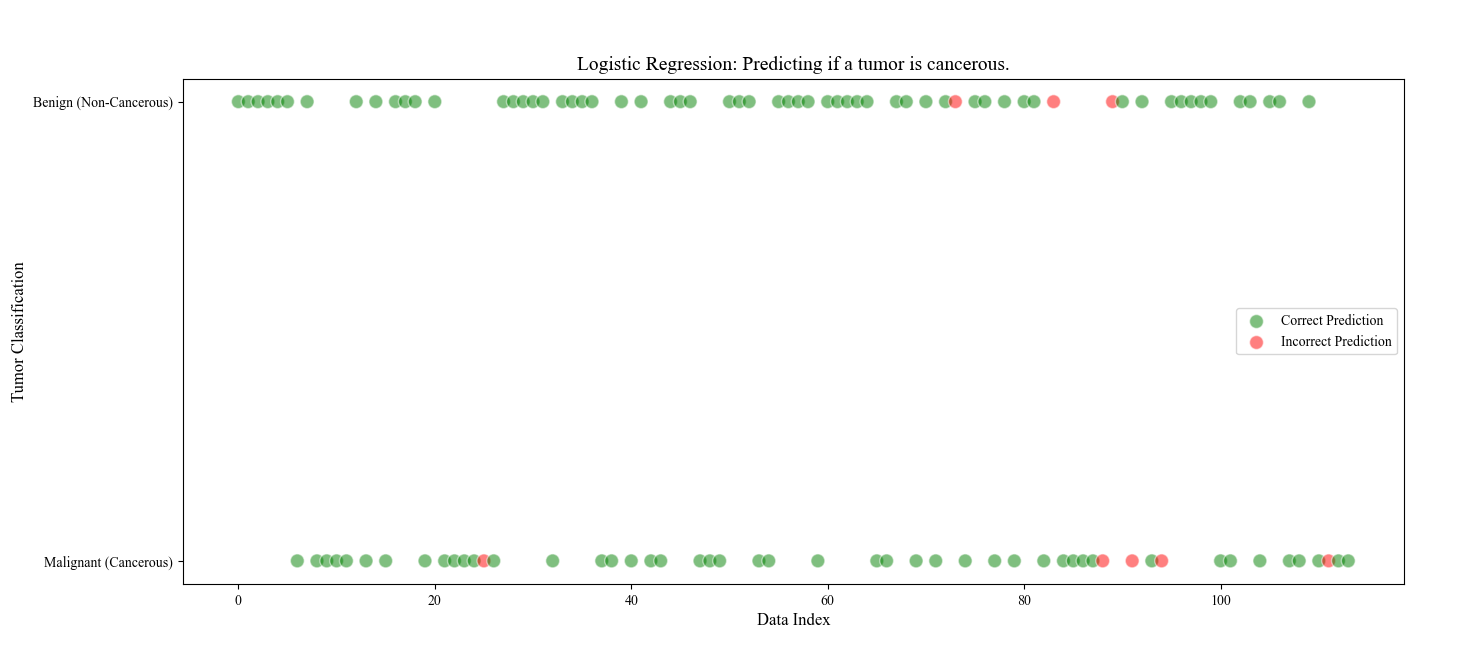 Logistic Regression: Predicting if a tumor is cancerous.
Benign (Non-Cancerous)
Tumor Classification
Correct Prediction
Incorrect Prediction
Malignant (Cancerous)
0 20 40 60 80 100
Data Index